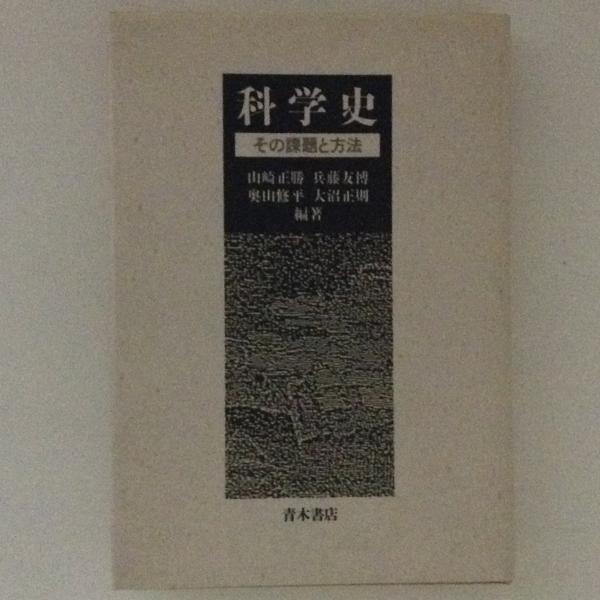 科学史
その課題と方法
山崎正勝 兵藤友博
奥山修平 大沼正則
編著
青木書店